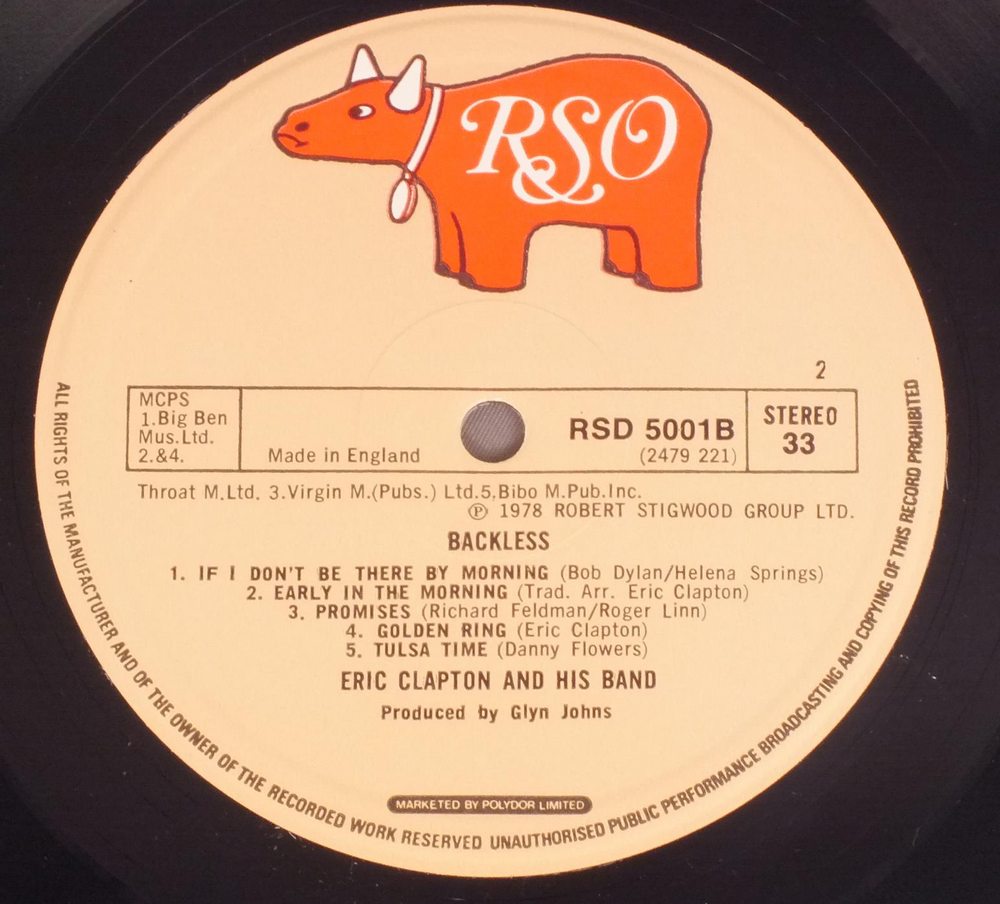 RSO
2
MCPS
1.Big Ben
Mus.Ltd.
2.&4.
Made in England
RSD 5001B
(2479 221)
STEREO
33
Throat M.Ltd. 3.Virgin M.(Pubs.) Ltd.5.Bibo M.Pub.Inc.
℗ 1978 ROBERT STIGWOOD GROUP LTD.
BACKLESS
1. IF I DON'T BE THERE BY MORNING (Bob Dylan/Helena Springs)
2. EARLY IN THE MORNING (Trad. Arr. Eric Clapton)
3. PROMISES (Richard Feldman/Roger Linn)
4. GOLDEN RING (Eric Clapton)
5. TULSA TIME (Danny Flowers)
ERIC CLAPTON AND HIS BAND
Produced by Glyn Johns
MARKETED BY POLYDOR LIMITED
ALL RIGHTS OF THE MANUFACTURER AND OF THE OWNER OF THE RECORDED WORK RESERVED UNAUTHORISED PUBLIC PERFORMANCE BROADCASTING AND COPYING OF THIS RECORD PROHIBITED